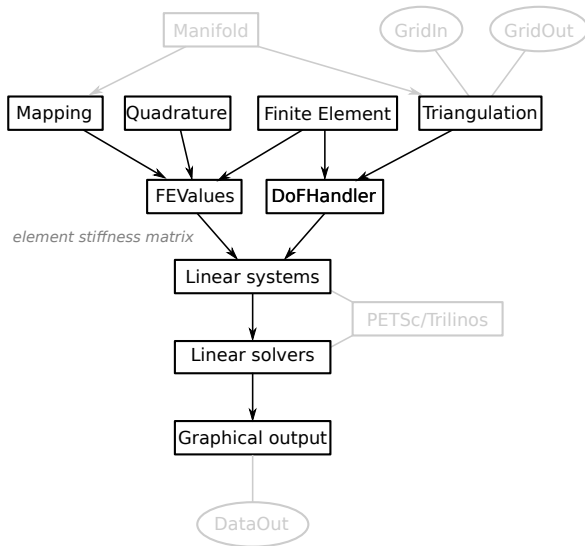 Manifold
GridIn
GridOut
Mapping
Quadrature
Finite Element
Triangulation
FEValues
DoFHandler
element stiffness matrix
Linear systems
PETSc/Trilinos
Linear solvers
Graphical output
DataOut